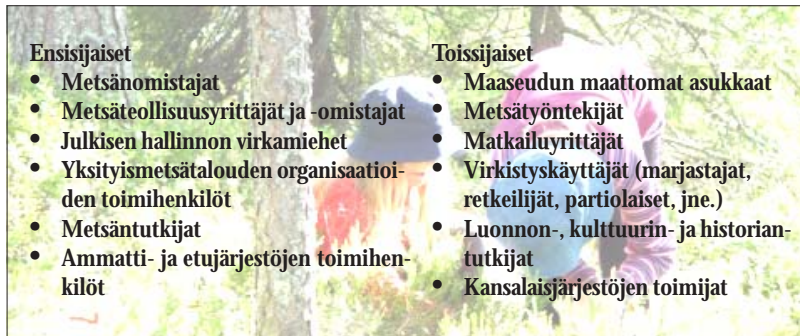 Ensisijaiset
• Metsänomistajat
• Metsäteollisuusyrittäjät ja -omistajat
• Julkisen hallinnon virkamiehet
• Yksityismetsätalouden organisaatioi-
den toimihenkilöt
• Metsäntutkijat
• Ammatti- ja etujärjestöjen toimihen-
kilöt
Toissijaiset
• Maaseudun maattomat asukkaat
• Metsätyöntekijät
• Matkailuyrittäjät
• Virkistyskäyttäjät (marjastajat,
retkeilijät, partiolaiset, jne.)
• Luonnon-, kulttuurin- ja historian-
tutkijat
• Kansalaisjärjestöjen toimijat